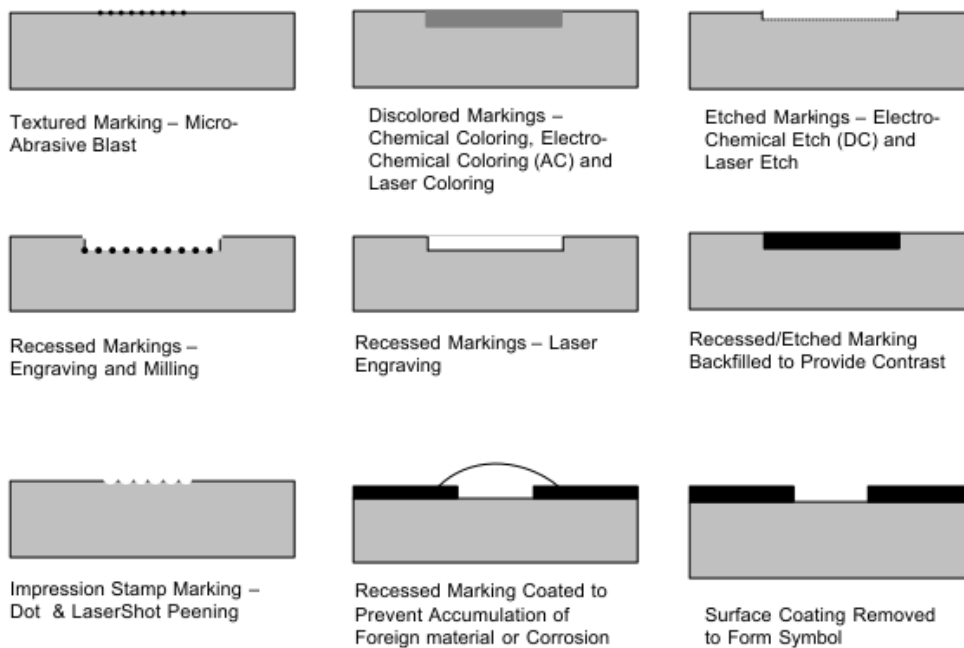 Textured Marking – Micro-
Abrasive Blast
Discolored Markings –
Chemical Coloring, Electro-
Chemical Coloring (AC) and
Laser Coloring
Etched Markings – Electro-
Chemical Etch (DC) and
Laser Etch
Recessed Markings –
Engraving and Milling
Recessed Markings – Laser
Engraving
Recessed/Etched Marking
Backfilled to Provide Contrast
Impression Stamp Marking –
Dot & LaserShot Peening
Recessed Marking Coated to
Prevent Accumulation of
Foreign material or Corrosion
Surface Coating Removed
to Form Symbol